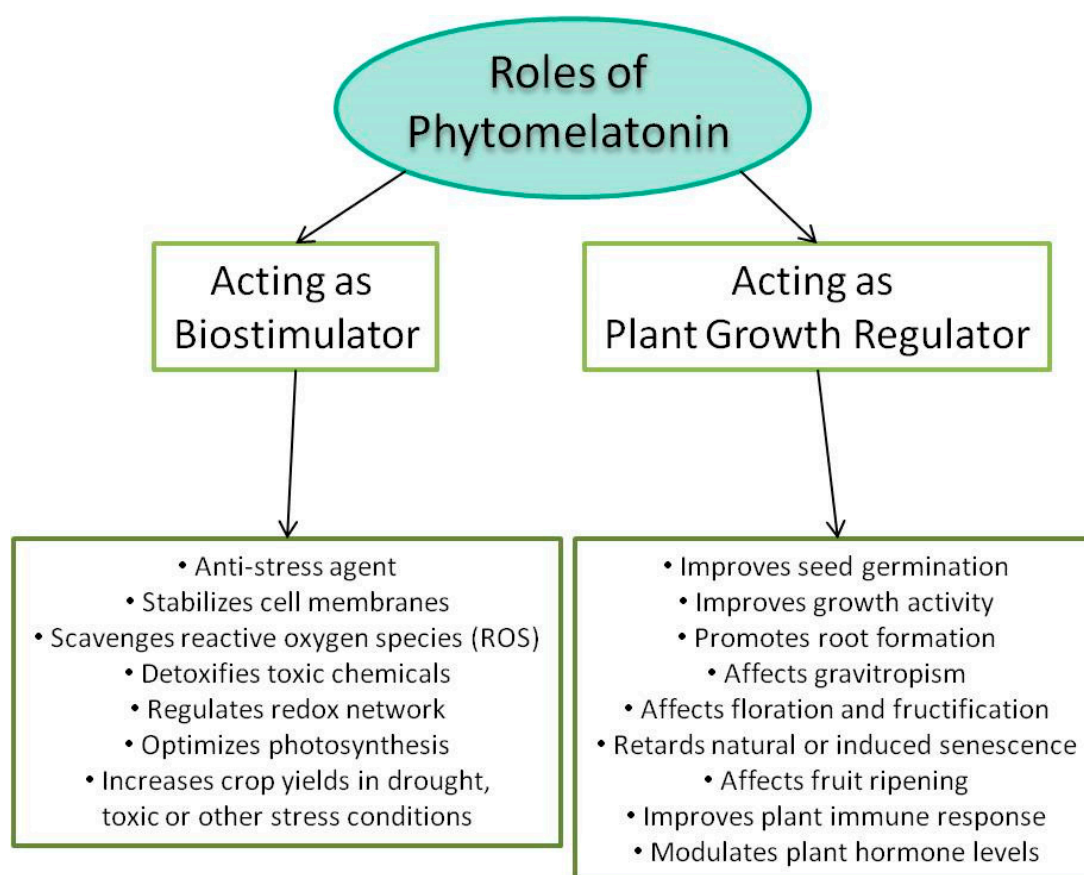 Roles of
Phytomelatonin
Acting as
Biostimulator
Acting as
Plant Growth Regulator
• Anti-stress agent
• Stabilizes cell membranes
• Scavenges reactive oxygen species (ROS)
• Detoxifies toxic chemicals
• Regulates redox network
• Optimizes photosynthesis
• Increases crop yields in drought,
toxic or other stress conditions
• Improves seed germination
• Improves growth activity
• Promotes root formation
• Affects gravitropism
• Affects floration and fructification
• Retards natural or induced senescence
• Affects fruit ripening
• Improves plant immune response
• Modulates plant hormone levels